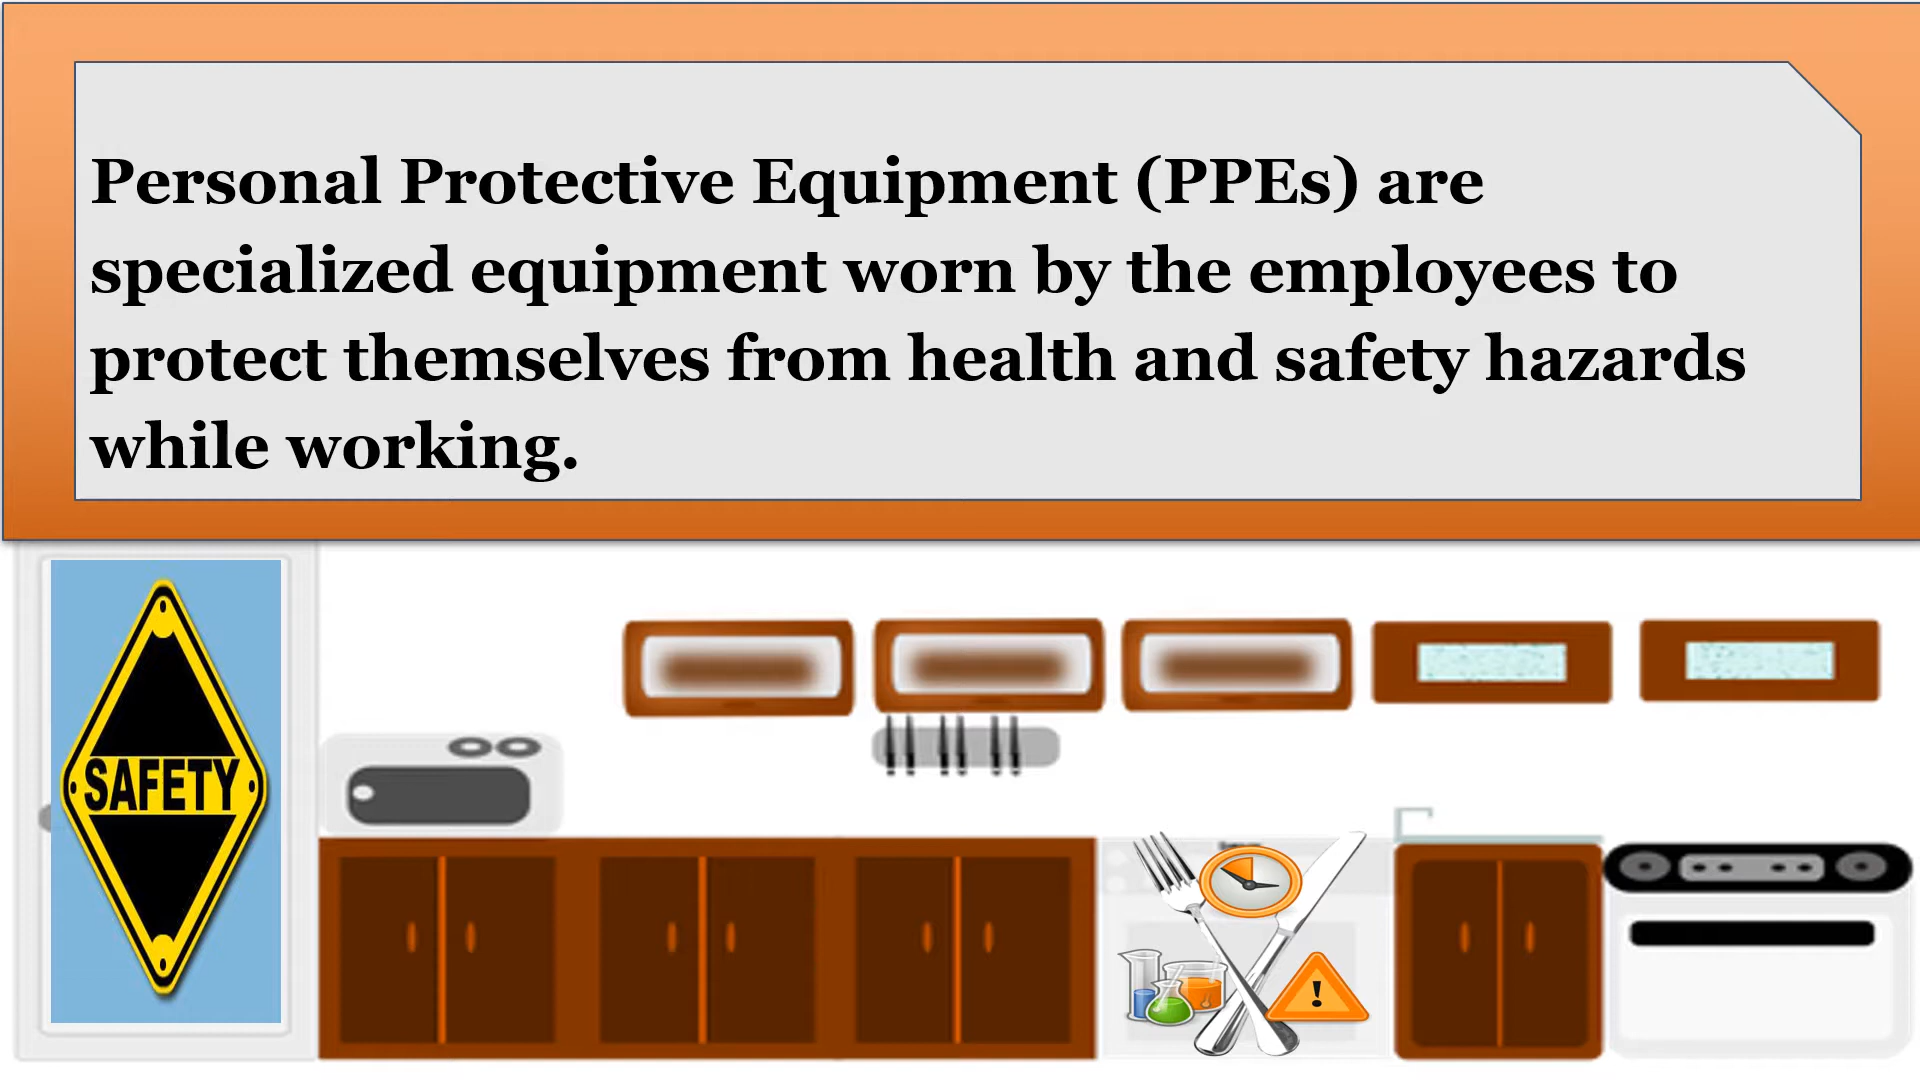 Personal Protective Equipment (PPEs) are
specialized equipment worn by the employees to
protect themselves from health and safety hazards
while working.
SAFETY
!